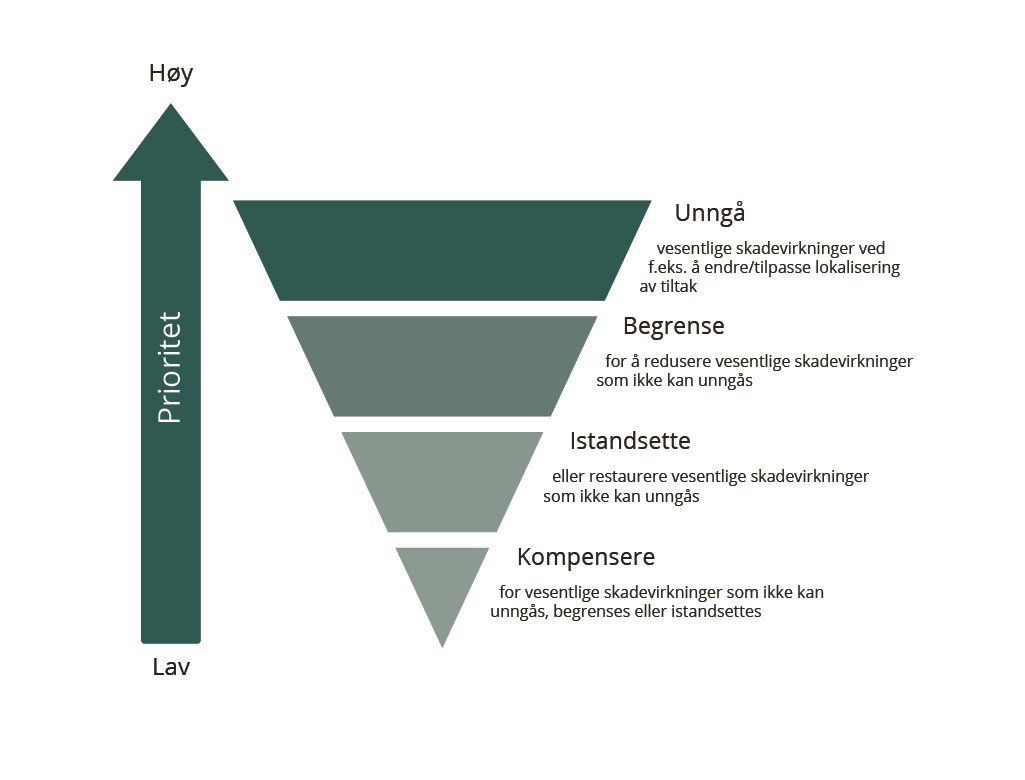 Høy
Prioritet
Lav
Unngå
vesentlige skadevirkninger ved
f.eks. å endre/tilpasse lokalisering
av tiltak
Begrense
for å redusere vesentlige skadevirkninger
som ikke kan unngås
Istandsette
eller restaurere vesentlige skadevirkninger
som ikke kan unngås
Kompensere
for vesentlige skadevirkninger som ikke kan
unngås, begrenses eller istandsettes